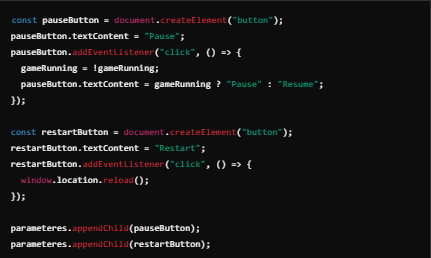 const pauseButton = document.createElement("button");
pauseButton.textContent = "Pause";
pauseButton.addEventListener("click", () => {
  gameRunning = !gameRunning;
  pauseButton.textContent = gameRunning ? "Pause" : "Resume";
});

const restartButton = document.createElement("button");
restartButton.textContent = "Restart";
restartButton.addEventListener("click", () => {
  window.location.reload();
});

parameteres.appendChild(pauseButton);
parameteres.appendChild(restartButton);